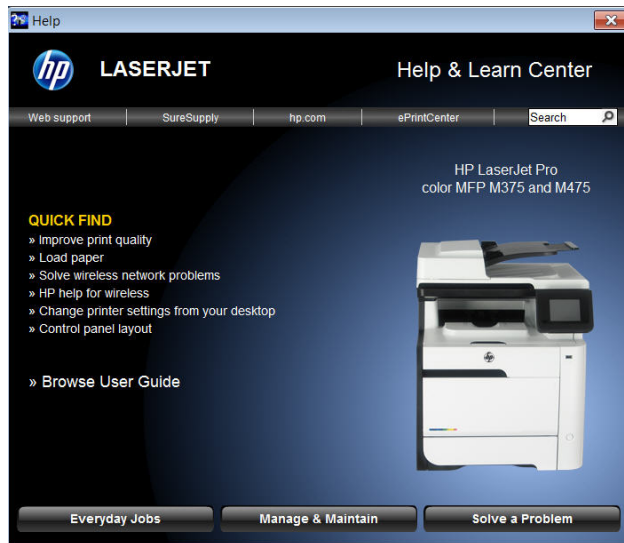 Help
hp LASERJET Help & Learn Center
Web support SureSupply hp.com ePrintCenter Search
HP LaserJet Pro
color MFP M375 and M475
QUICK FIND
» Improve print quality
» Load paper
» Solve wireless network problems
» HP help for wireless
» Change printer settings from your desktop
» Control panel layout
» Browse User Guide
Everyday Jobs Manage & Maintain Solve a Problem